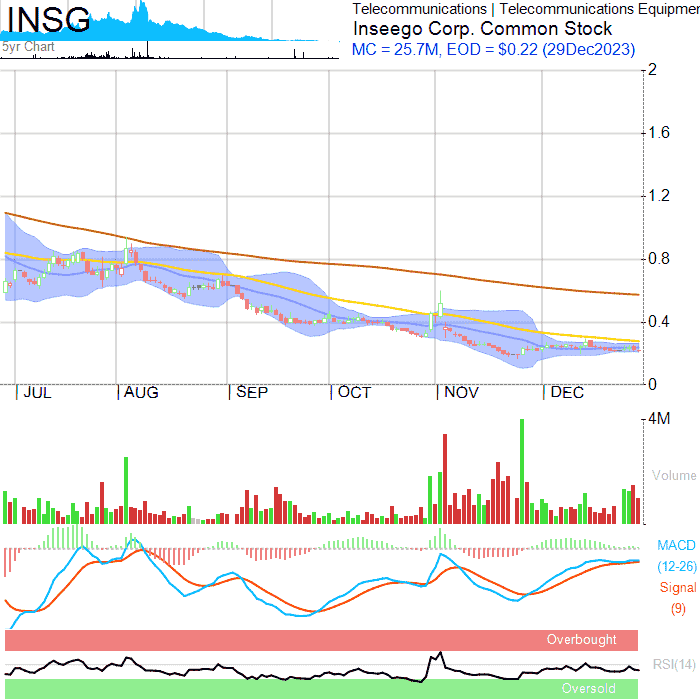 INSG
5yr Chart
Telecommunications | Telecommunications Equipmen
Inseego Corp. Common Stock
MC = 25.7M, EOD = $0.22 (29Dec2023)
2
1.6
1.2
0.8
0.4
0
JUL AUG SEP OCT NOV DEC
4M
Volume
MACD
(12-26)
Signal
(9)
Overbought
RSI(14)
Oversold